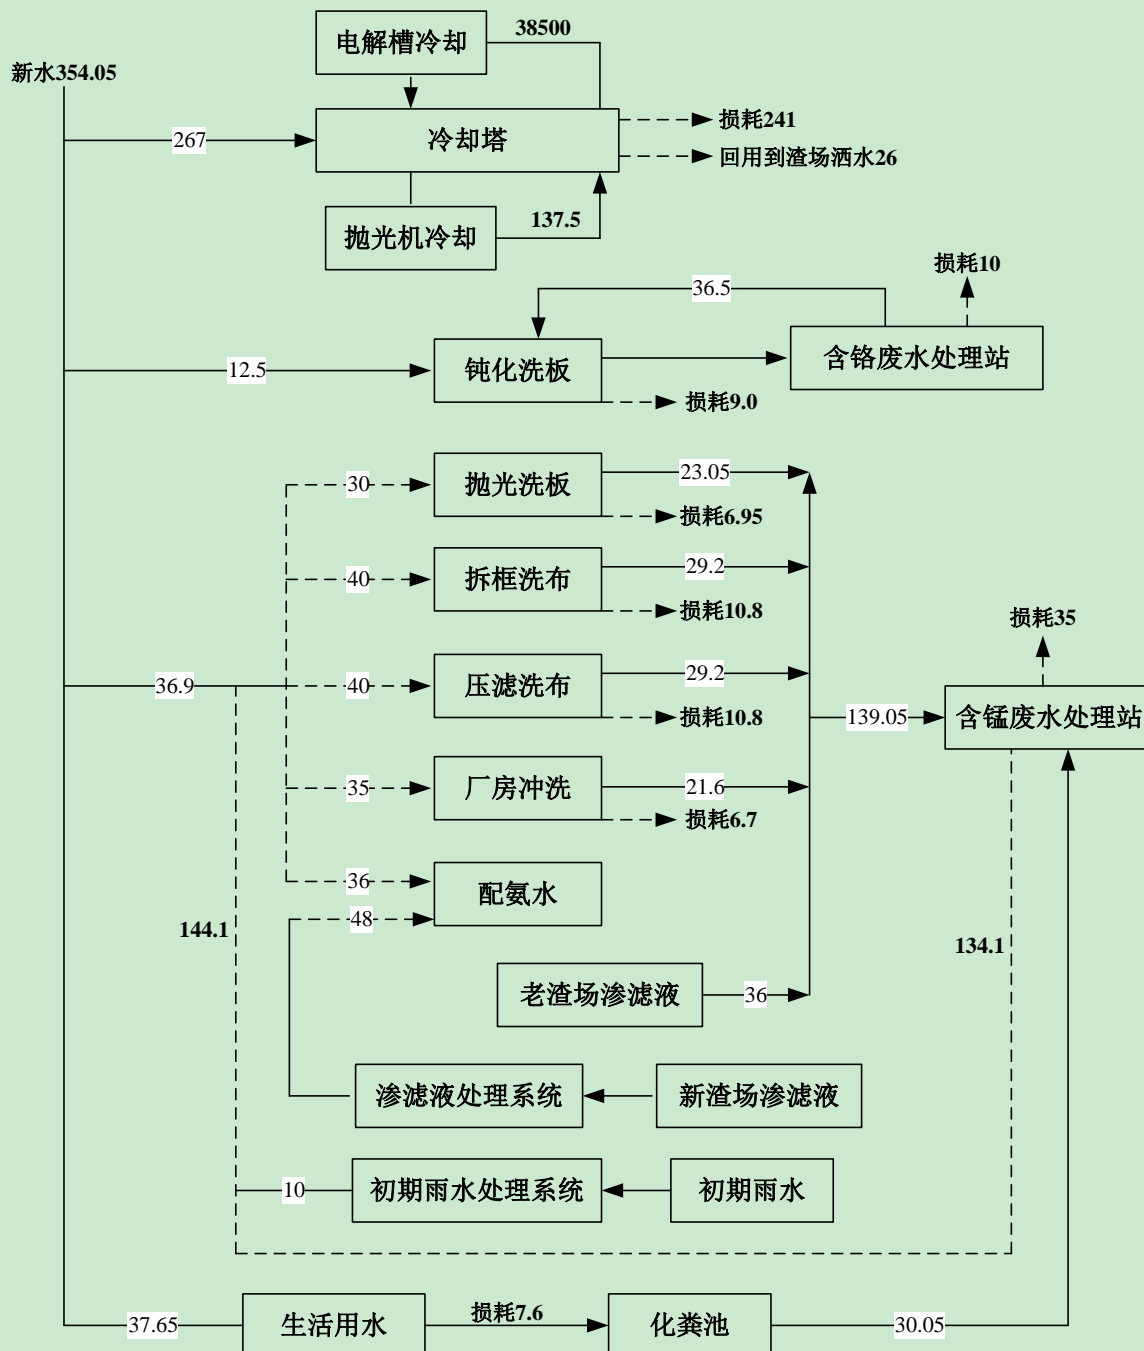 电解槽冷却
38500
新水354.05
267
冷却塔
损耗241
回用到渣场洒水26
抛光机冷却
137.5
损耗10
36.5
12.5
钝化洗板
含铬废水处理站
损耗9.0
30
抛光洗板
23.05
损耗6.95
40
拆框洗布
29.2
损耗10.8
损耗35
36.9
40
压滤洗布
29.2
损耗10.8
139.05
含锰废水处理站
35
厂房冲洗
21.6
损耗6.7
36
配氨水
48
144.1
134.1
老渣场渗滤液
36
渗滤液处理系统
新渣场渗滤液
10
初期雨水处理系统
初期雨水
37.65
生活用水
损耗7.6
化粪池
30.05